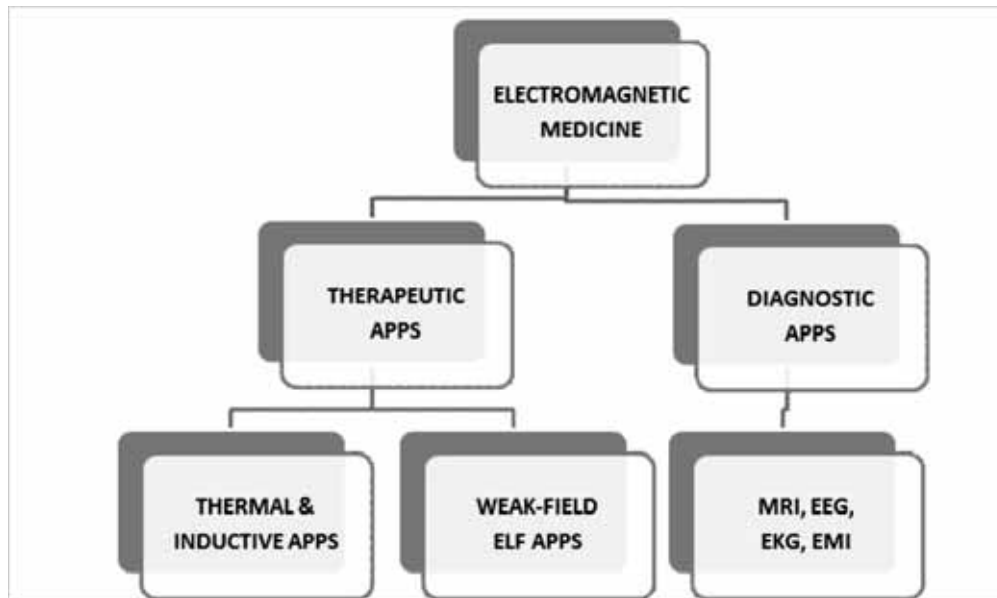 ELECTROMAGNETIC
MEDICINE
THERAPEUTIC
APPS
DIAGNOSTIC
APPS
THERMAL &
INDUCTIVE APPS
WEAK-FIELD
ELF APPS
MRI, EEG,
EKG, EMI